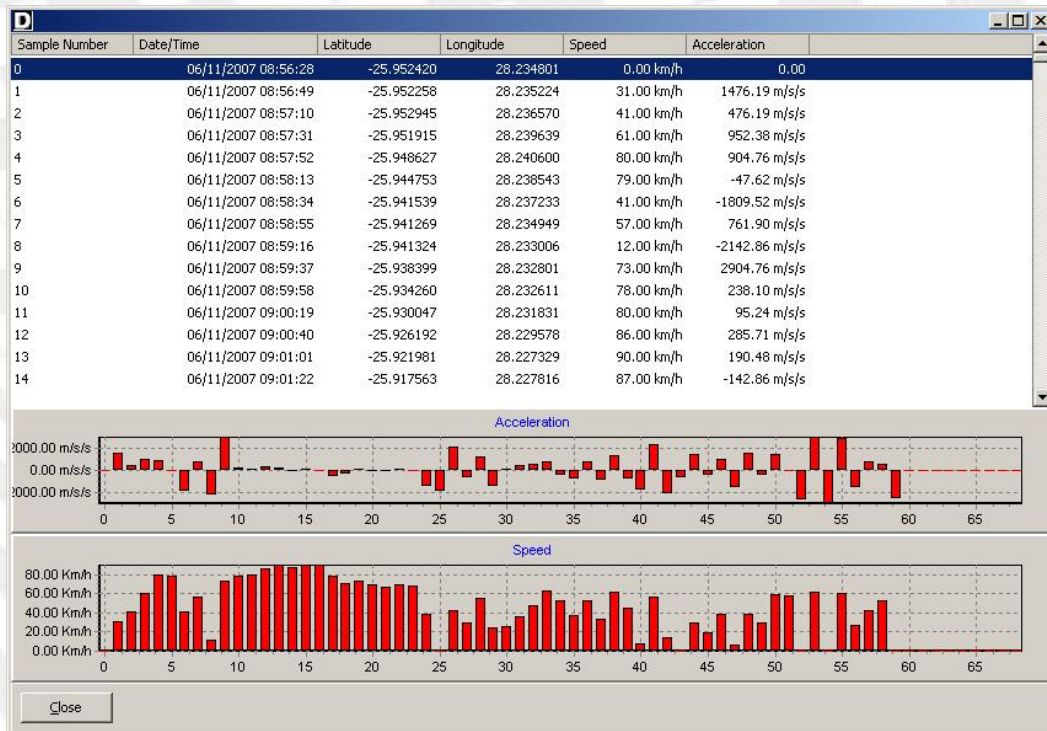 D
Sample Number Date/Time Latitude Longitude Speed Acceleration
0 06/11/2007 08:56:28 -25.952420 28.234801 0.00 km/h 0.00
1 06/11/2007 08:56:49 -25.952258 28.235224 31.00 km/h 1476.19 m/s/s
2 06/11/2007 08:57:10 -25.952945 28.236570 41.00 km/h 476.19 m/s/s
3 06/11/2007 08:57:31 -25.951915 28.239639 61.00 km/h 952.38 m/s/s
4 06/11/2007 08:57:52 -25.948627 28.240600 80.00 km/h 904.76 m/s/s
5 06/11/2007 08:58:13 -25.944753 28.238543 79.00 km/h -47.62 m/s/s
6 06/11/2007 08:58:34 -25.941539 28.237233 41.00 km/h -1809.52 m/s/s
7 06/11/2007 08:58:55 -25.941269 28.234949 57.00 km/h 761.90 m/s/s
8 06/11/2007 08:59:16 -25.941324 28.233006 12.00 km/h -2142.86 m/s/s
9 06/11/2007 08:59:37 -25.938399 28.232801 73.00 km/h 2904.76 m/s/s
10 06/11/2007 08:59:58 -25.934260 28.232611 78.00 km/h 238.10 m/s/s
11 06/11/2007 09:00:19 -25.930047 28.231831 80.00 km/h 95.24 m/s/s
12 06/11/2007 09:00:40 -25.926192 28.229578 86.00 km/h 285.71 m/s/s
13 06/11/2007 09:01:01 -25.921981 28.227329 90.00 km/h 190.48 m/s/s
14 06/11/2007 09:01:22 -25.917563 28.227816 87.00 km/h -142.86 m/s/s
Acceleration
2000.00 m/s/s
0.00 m/s/s
2000.00 m/s/s
0 5 10 15 20 25 30 35 40 45 50 55 60 65
Speed
80.00 Km/h
60.00 Km/h
40.00 Km/h
20.00 Km/h
0.00 Km/h
0 5 10 15 20 25 30 35 40 45 50 55 60 65
Close